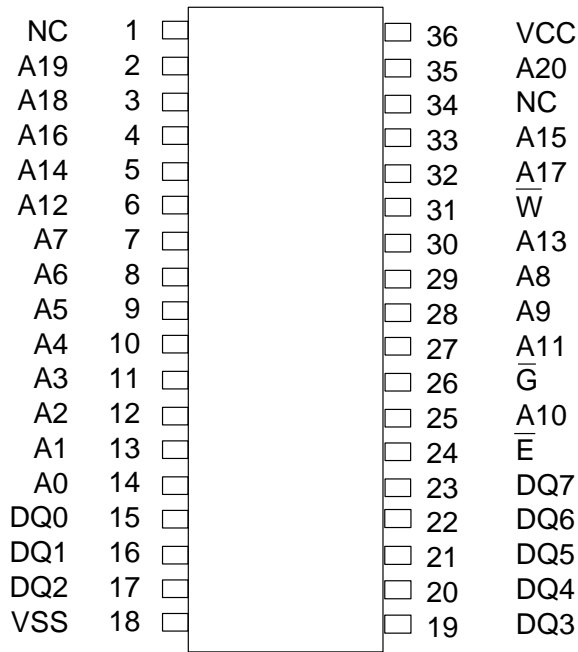 NC 1 36 VCC
A19 2 35 A20
A18 3 34 NC
A16 4 33 A15
A14 5 32 A17
A12 6 31 W̅
A7 7 30 A13
A6 8 29 A8
A5 9 28 A9
A4 10 27 A11
A3 11 26 G̅
A2 12 25 A10
A1 13 24 E̅
A0 14 23 DQ7
DQ0 15 22 DQ6
DQ1 16 21 DQ5
DQ2 17 20 DQ4
VSS 18 19 DQ3